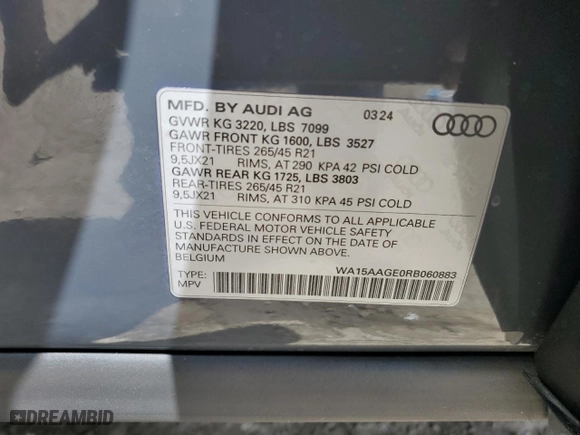 MFD. BY AUDI AG 0324
GVWR KG 3220, LBS 7099
GAWR FRONT KG 1600, LBS 3527
FRONT-TIRES 265/45 R21
9,5JX21 RIMS, AT 290 KPA 42 PSI COLD
GAWR REAR KG 1725, LBS 3803
REAR-TIRES 265/45 R21
9,5JX21 RIMS, AT 310 KPA 45 PSI COLD
THIS VEHICLE CONFORMS TO ALL APPLICABLE
U.S. FEDERAL MOTOR VEHICLE SAFETY
STANDARDS IN EFFECT ON THE DATE OF
MANUFACTURE SHOWN ABOVE.
BELGIUM
WA15AAGE0RB060883
TYPE:
MPV
DREAMBID